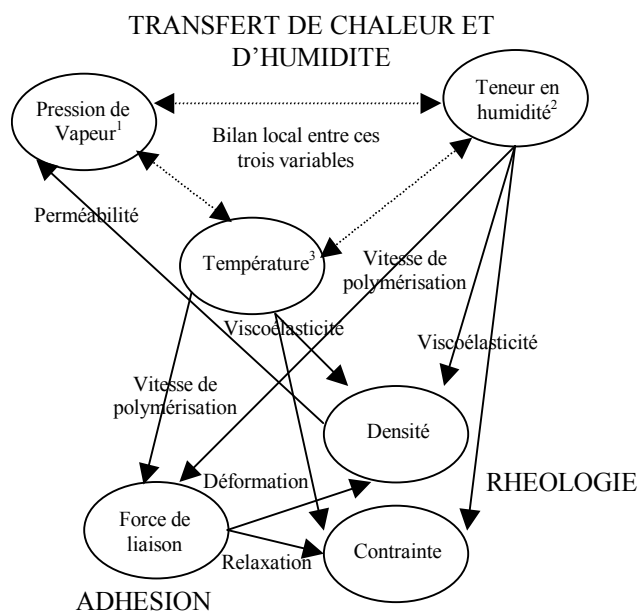 TRANSFERT DE CHALEUR ET
D’HUMIDITE
Pression de
Vapeur1
Teneur en
humidité2
Bilan local entre ces
trois variables
Perméabilité
Température3
Vitesse de
polymérisation
Viscoélasticité
Viscoélasticité
Vitesse de
polymérisation
Densité
Déformation
RHEOLOGIE
Force de
liaison
Contrainte
Relaxation
ADHESION